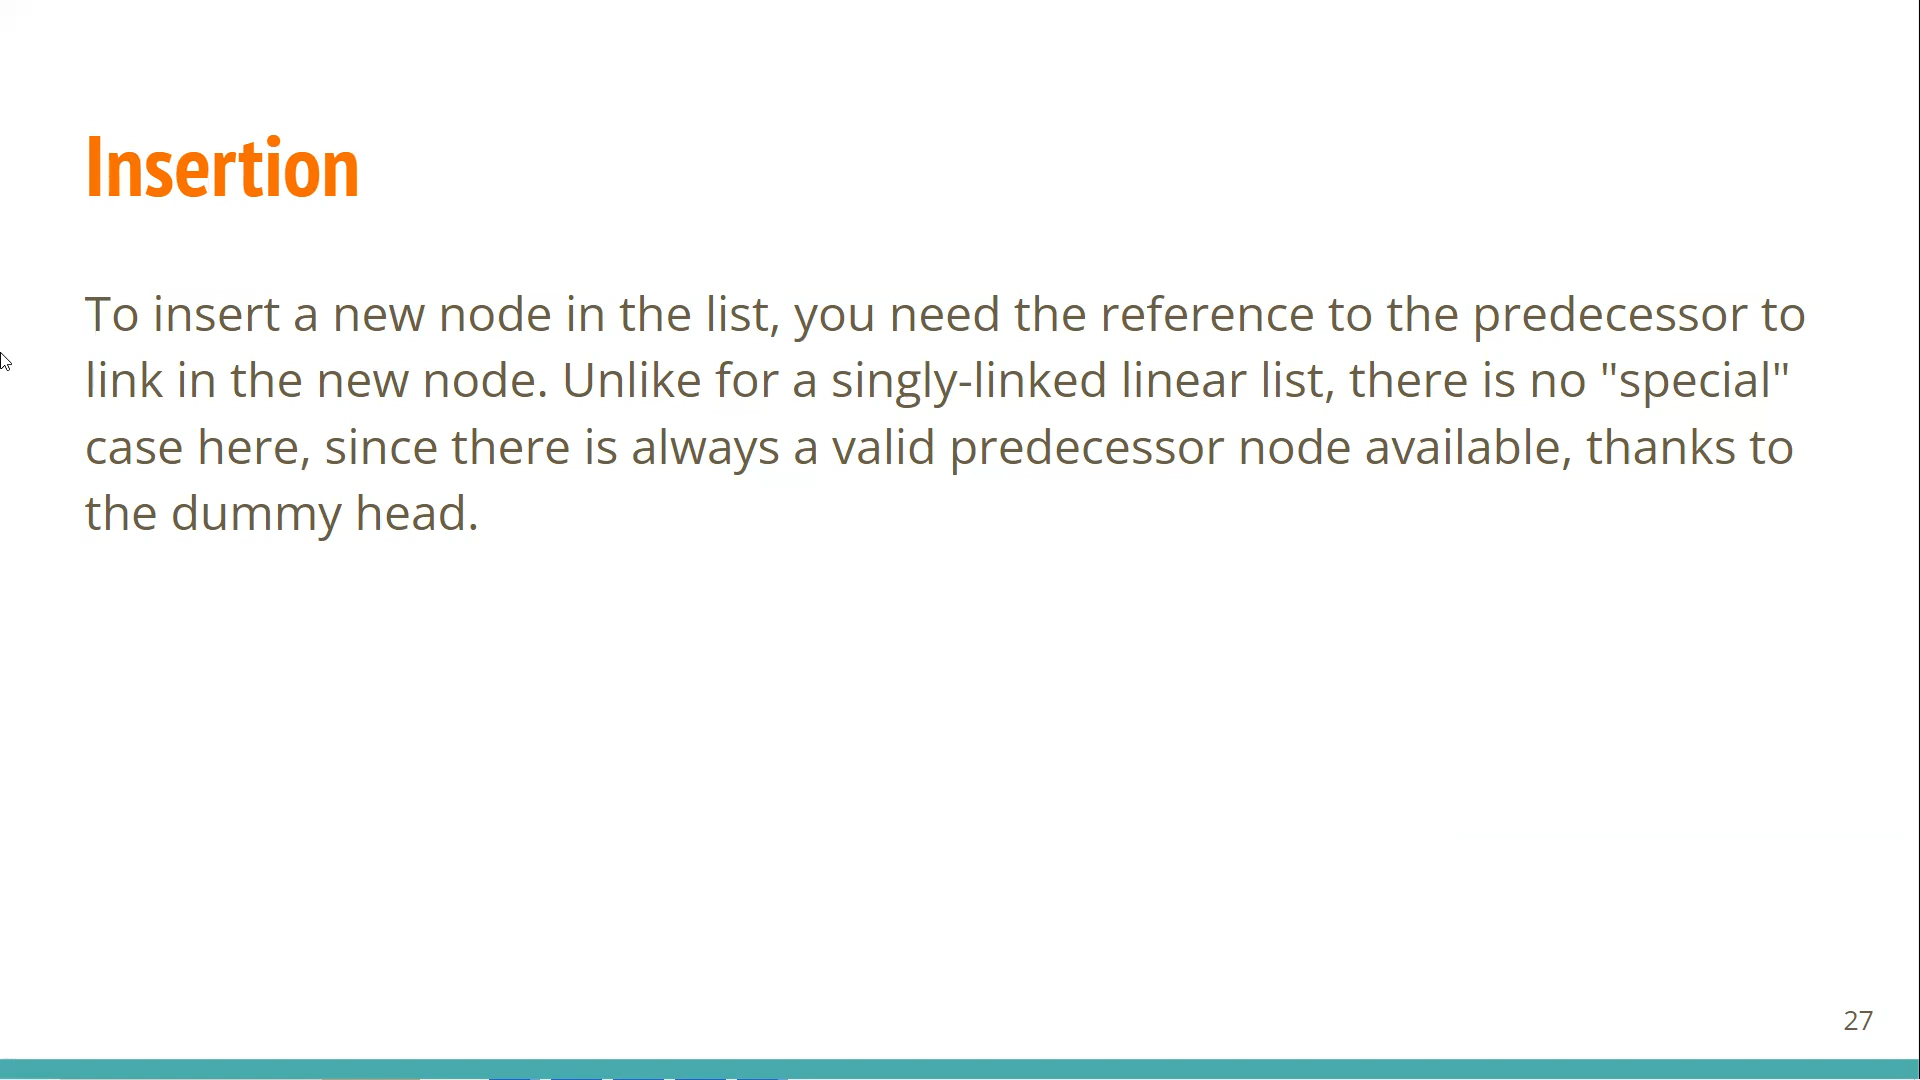 Insertion
To insert a new node in the list, you need the reference to the predecessor to
link in the new node. Unlike for a singly-linked linear list, there is no "special"
case here, since there is always a valid predecessor node available, thanks to
the dummy head.
27